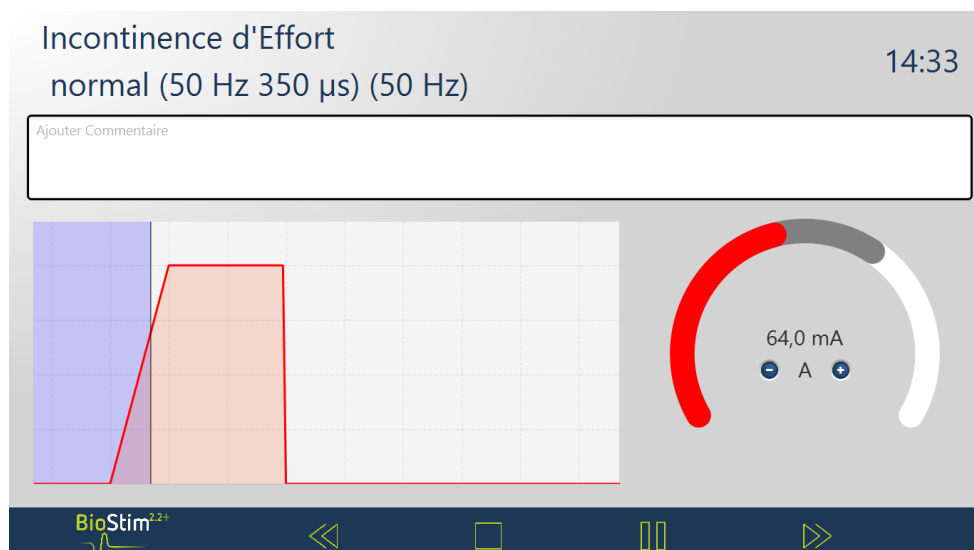 Incontinence d'Effort
normal (50 Hz 350 µs) (50 Hz)
14:33
Ajouter Commentaire
64,0 mA
A
BioStim2.2+